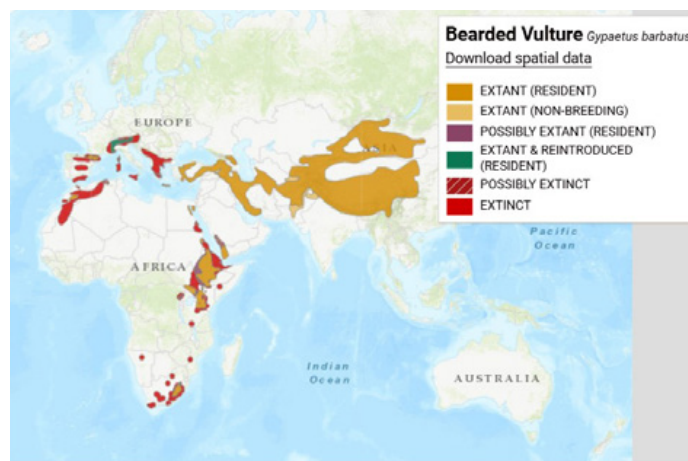 Bearded Vulture Gypaetus barbatus
Download spatial data
EXTANT (RESIDENT)
EXTANT (NON-BREEDING)
POSSIBLY EXTANT (RESIDENT)
EXTANT & REINTRODUCED
(RESIDENT)
POSSIBLY EXTINCT
EXTINCT
EUROPE
ASIA
AFRICA
Pacific
Ocean
Indian
Ocean
AUSTRALIA